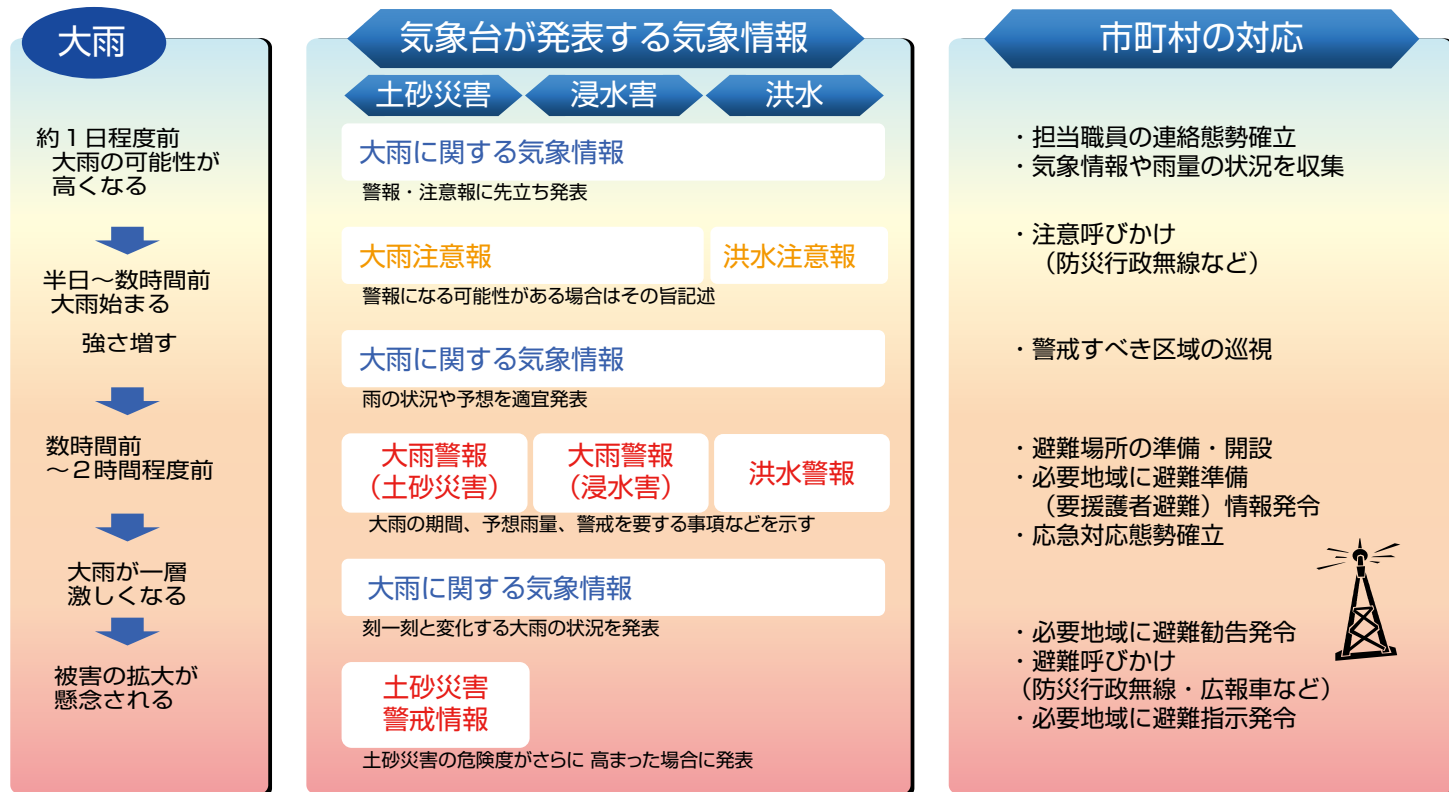 大雨
約１日程度前
大雨の可能性が
高くなる
半日～数時間前
大雨始まる
強さ増す
数時間前
～２時間程度前
大雨が一層
激しくなる
被害の拡大が
懸念される
気象台が発表する気象情報
土砂災害 浸水害 洪水
大雨に関する気象情報
警報・注意報に先立ち発表
大雨注意報 洪水注意報
警報になる可能性がある場合はその旨記述
大雨に関する気象情報
雨の状況や予想を適宜発表
大雨警報 大雨警報 洪水警報
（土砂災害） （浸水害）
大雨の期間、予想雨量、警戒を要する事項などを示す
大雨に関する気象情報
刻一刻と変化する大雨の状況を発表
土砂災害
警戒情報
土砂災害の危険度がさらに 高まった場合に発表
市町村の対応
・担当職員の連絡態勢確立
・気象情報や雨量の状況を収集
・注意呼びかけ
（防災行政無線など）
・警戒すべき区域の巡視
・避難場所の準備・開設
・必要地域に避難準備
（要援護者避難）情報発令
・応急対応態勢確立
・必要地域に避難勧告発令
・避難呼びかけ
（防災行政無線・広報車など）
・必要地域に避難指示発令